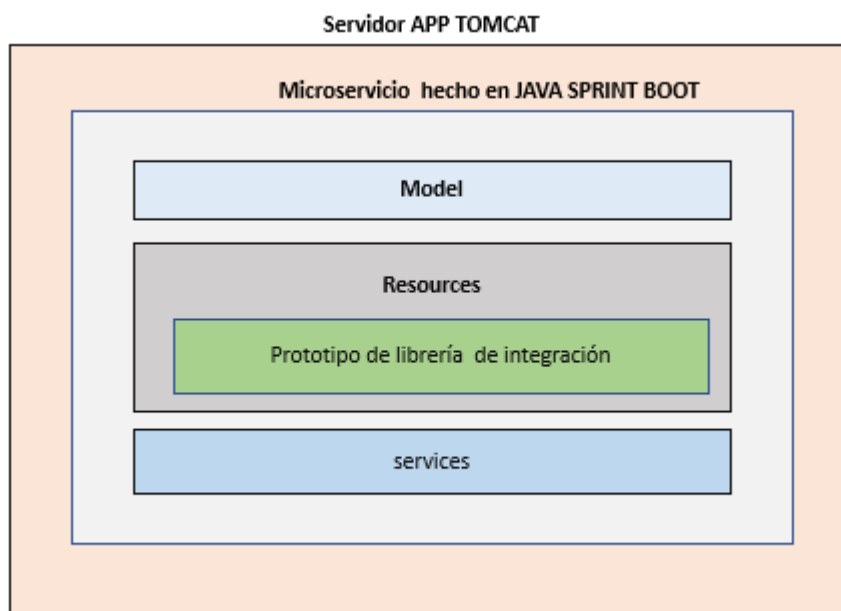 Servidor APP TOMCAT
Microservicio hecho en JAVA SPRINT BOOT
Model
Resources
Prototipo de librería de integración
services